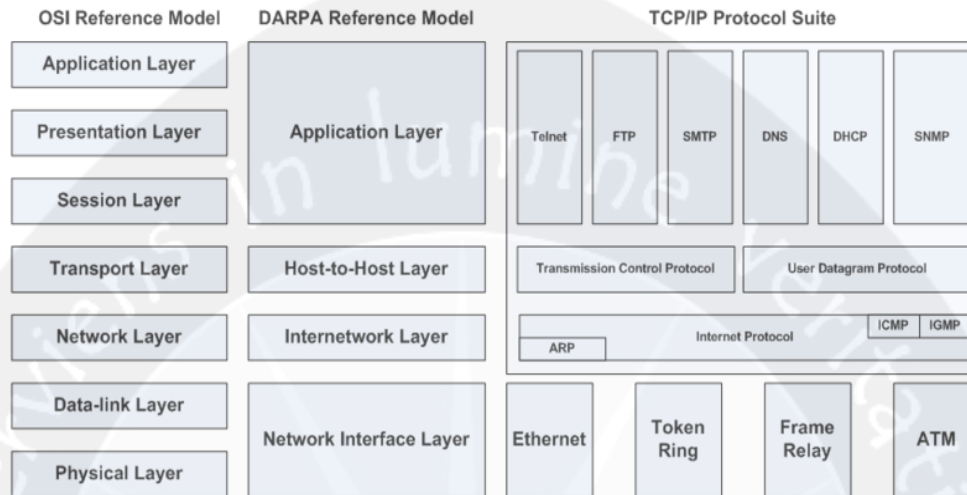 OSI Reference Model
DARPA Reference Model
TCP/IP Protocol Suite
Application Layer
Presentation Layer
Session Layer
Transport Layer
Network Layer
Data-link Layer
Physical Layer
Application Layer
Host-to-Host Layer
Internetwork Layer
Network Interface Layer
Telnet
FTP
SMTP
DNS
DHCP
SNMP
Transmission Control Protocol
User Datagram Protocol
Internet Protocol
ARP
ICMP
IGMP
Ethernet
Token
Ring
Frame
Relay
ATM
in lumine